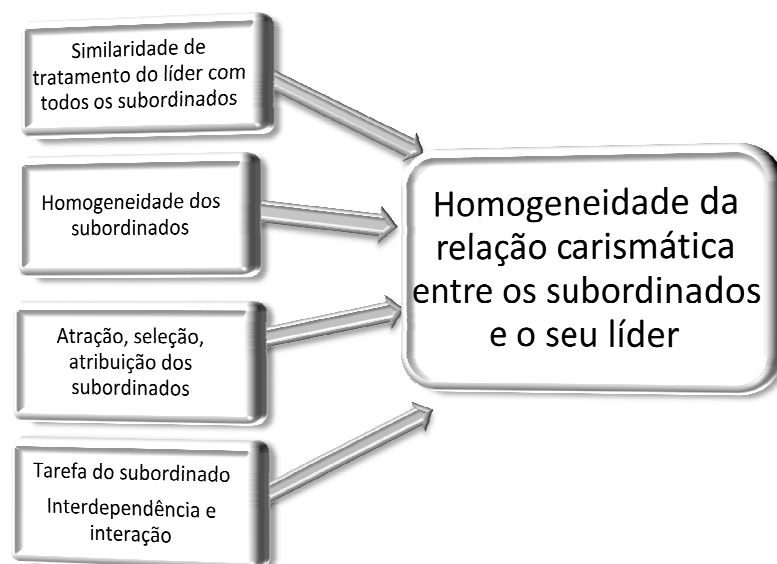 Similaridade de
tratamento do líder com
todos os subordinados
Homogeneidade dos
subordinados
Atração, seleção,
atribuição dos
subordinados
Tarefa do subordinado
Interdependência e
interação
Homogeneidade da
relação carismática
entre os subordinados
e o seu líder